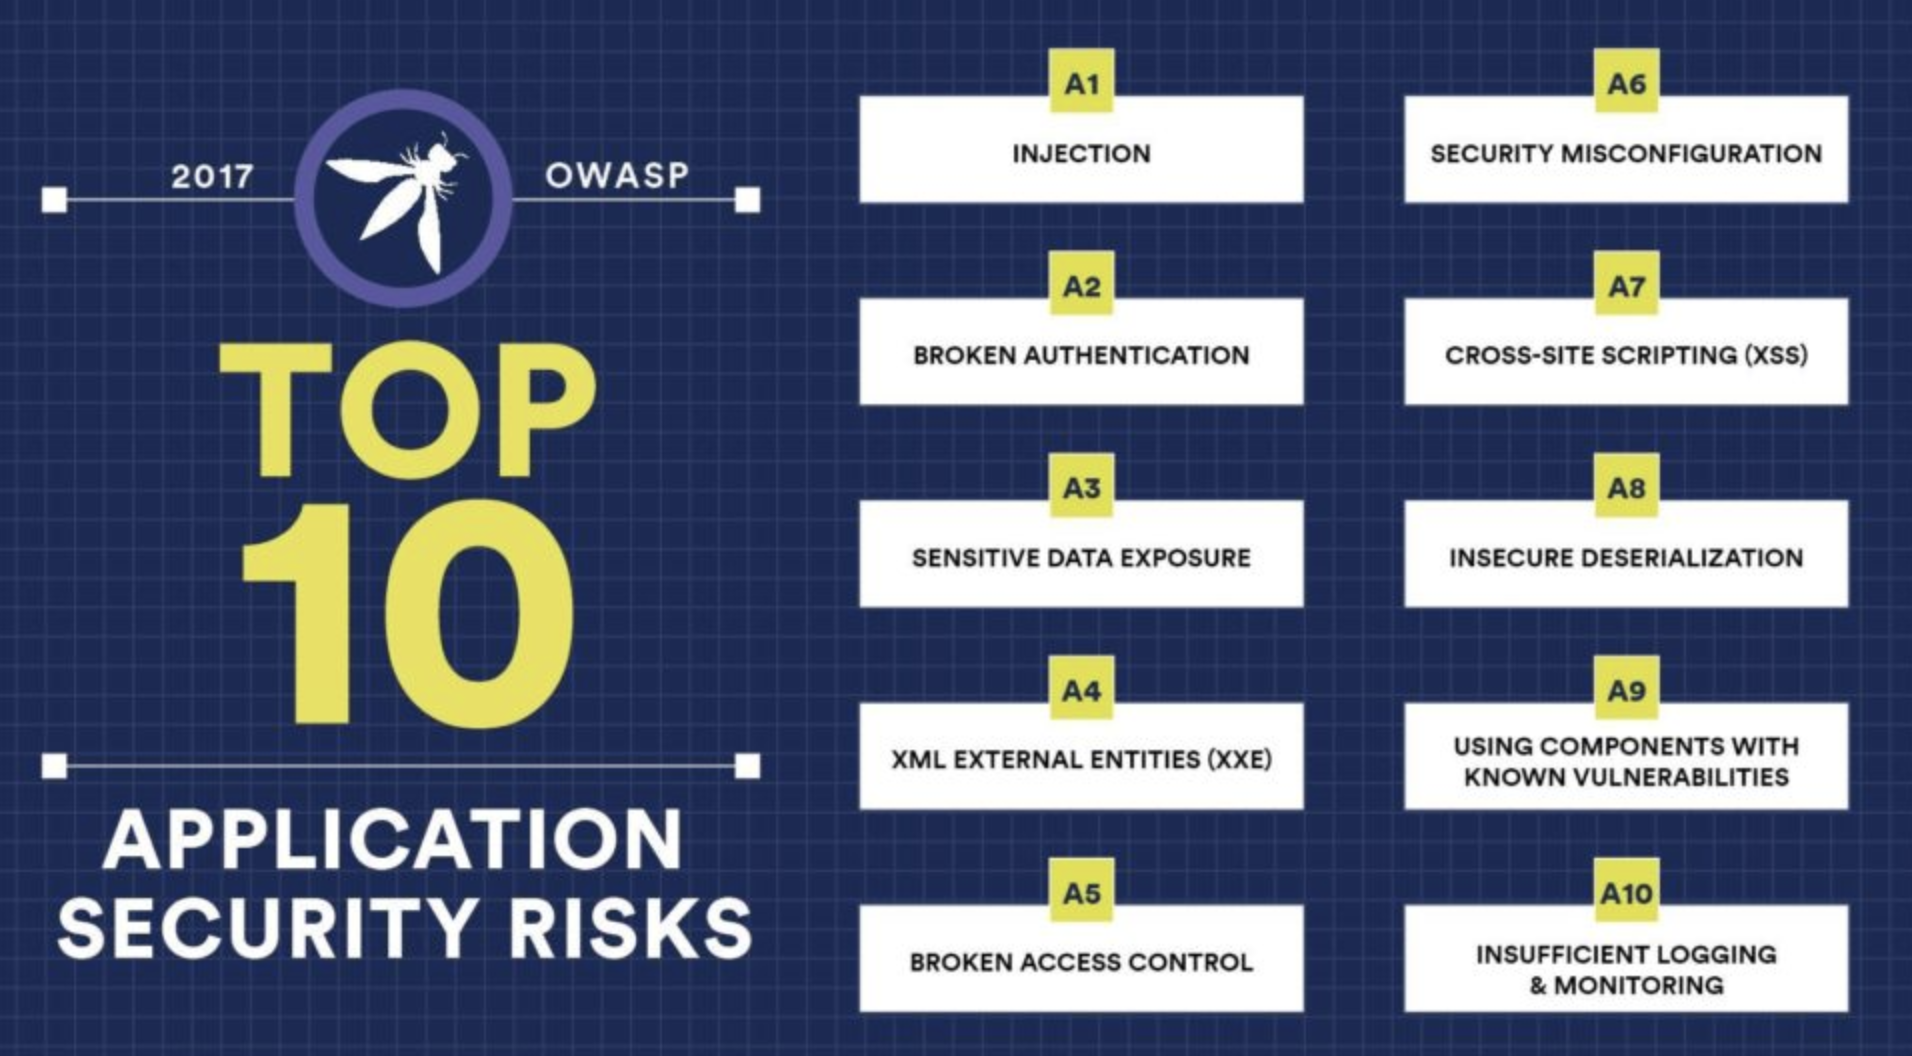 2017 OWASP
TOP
10
APPLICATION
SECURITY RISKS
A1
INJECTION
A2
BROKEN AUTHENTICATION
A3
SENSITIVE DATA EXPOSURE
A4
XML EXTERNAL ENTITIES (XXE)
A5
BROKEN ACCESS CONTROL
A6
SECURITY MISCONFIGURATION
A7
CROSS-SITE SCRIPTING (XSS)
A8
INSECURE DESERIALIZATION
A9
USING COMPONENTS WITH
KNOWN VULNERABILITIES
A10
INSUFFICIENT LOGGING
& MONITORING